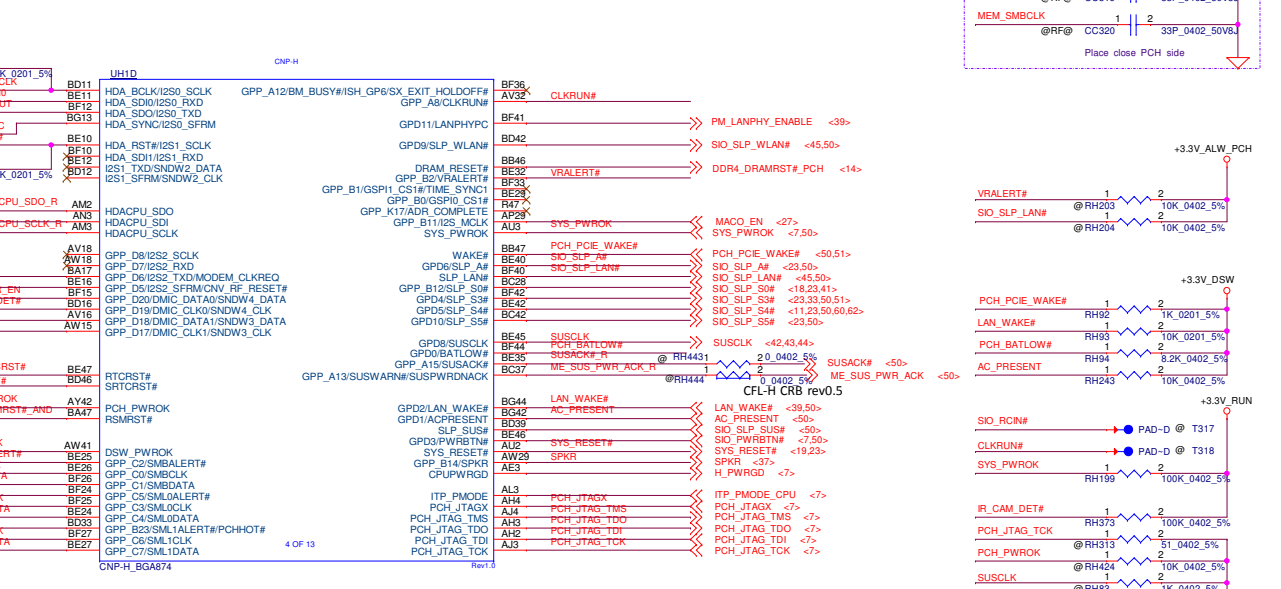 MEM_SMBCLK
1 2
@RF@ CC320 33P_0402_50V8J
Place close PCH side
CNP-H
UH1D
K_0201_5%
BD11 HDA_BCLK/I2S0_SCLK
BE11 HDA_SDI0/I2S0_RXD
BF12 HDA_SDO/I2S0_TXD
BG13 HDA_SYNC/I2S0_SFRM
BE10 HDA_RST#/I2S1_SCLK
BF10 HDA_SDI1/I2S1_RXD
BE12 I2S1_TXD/SNDW2_DATA
BD12 I2S1_SFRM/SNDW2_CLK
K_0201_5%
CPU_SDO_R AM2 HDACPU_SDO
AN3 HDACPU_SDI
CPU_SCLK_R AM3 HDACPU_SCLK
AV18 GPP_D8/I2S2_SCLK
AW18 GPP_D7/I2S2_RXD
BA17 GPP_D6/I2S2_TXD/MODEM_CLKREQ
BE16 GPP_D5/I2S2_SFRM/CNV_RF_RESET#
BF15 GPP_D20/DMIC_DATA0/SNDW4_DATA
BD16 GPP_D19/DMIC_CLK0/SNDW4_CLK
AV16 GPP_D18/DMIC_DATA1/SNDW3_DATA
AW15 GPP_D17/DMIC_CLK1/SNDW3_CLK
BE47 RTCRST#
BD46 SRTCRST#
AY42 PCH_PWROK
BA47 RSMRST#
AW41 DSW_PWROK
BE25 GPP_C2/SMBALERT#
BE26 GPP_C0/SMBCLK
BF26 GPP_C1/SMBDATA
BF24 GPP_C5/SML0ALERT#
BF25 GPP_C3/SML0CLK
BE24 GPP_C4/SML0DATA
BD33 GPP_B23/SML1ALERT#/PCHHOT#
BF27 GPP_C6/SML1CLK
BE27 GPP_C7/SML1DATA
4 OF 13
CNP-H_BGA874
Rev1.0
GPP_A12/BM_BUSY#/ISH_GP6/SX_EXIT_HOLDOFF# BF36
GPP_A8/CLKRUN# AV32 CLKRUN#
GPD11/LANPHYPC BF41 PM_LANPHY_ENABLE <39>
GPD9/SLP_WLAN# BD42 SIO_SLP_WLAN# <45,50>
DRAM_RESET# BB46 DDR4_DRAMRST#_PCH <14>
GPP_B2/VRALERT# BE32 VRALERT#
GPP_B1/GSPI1_CS1#/TIME_SYNC1 BF33
GPP_B0/GSPI0_CS1# BE29
GPP_K17/ADR_COMPLETE R47
GPP_B11/I2S_MCLK AP29 MACO_EN <27>
SYS_PWROK AU3 SYS_PWROK SYS_PWROK <7,50>
WAKE# BB47 PCH_PCIE_WAKE# PCH_PCIE_WAKE# <50,51>
GPD6/SLP_A# BE40 SIO_SLP_A# SIO_SLP_A# <23,50>
SLP_LAN# BF40 SIO_SLP_LAN# SIO_SLP_LAN# <45,50>
GPP_B12/SLP_S0# BC28 SIO_SLP_S0# <18,23,41>
GPD4/SLP_S3# BF42 SIO_SLP_S3# <23,33,50,51>
GPD5/SLP_S4# BE42 SIO_SLP_S4# <11,23,50,60,62>
GPD10/SLP_S5# BC42 SIO_SLP_S5# <23,50>
GPD8/SUSCLK BE45 SUSCLK SUSCLK <42,43,44>
GPD0/BATLOW# BF44 PCH_BATLOW#
GPP_A15/SUSACK# BE35 SUSACK#_R @ RH443 1 2 0_0402_5% SUSACK# <50>
GPP_A13/SUSWARN#/SUSPWRDNACK BC37 ME_SUS_PWR_ACK_R @RH444 0_0402_5% ME_SUS_PWR_ACK <50>
CFL-H CRB rev0.5
GPD2/LAN_WAKE# BG44 LAN_WAKE# LAN_WAKE# <39,50>
GPD1/ACPRESENT BG42 AC_PRESENT AC_PRESENT <50>
SLP_SUS# BD39 SIO_SLP_SUS# <50>
GPD3/PWRBTN# BE46 SIO_PWRBTN# <7,50>
SYS_RESET# AU2 SYS_RESET# SYS_RESET# <19,23>
GPP_B14/SPKR AW29 SPKR SPKR <37>
CPUPWRGD AE3 H_PWRGD <7>
ITP_PMODE AL3 ITP_PMODE_CPU <7>
PCH_JTAGX AH4 PCH_JTAGX PCH_JTAGX <7>
PCH_JTAG_TMS AJ4 PCH_JTAG_TMS PCH_JTAG_TMS <7>
PCH_JTAG_TDO AH3 PCH_JTAG_TDO PCH_JTAG_TDO <7>
PCH_JTAG_TDI AH2 PCH_JTAG_TDI PCH_JTAG_TDI <7>
PCH_JTAG_TCK AJ3 PCH_JTAG_TCK PCH_JTAG_TCK <7>
+3.3V_ALW_PCH
VRALERT# 1 2
@RH203 10K_0402_5%
SIO_SLP_LAN# 1 2
@RH204 10K_0402_5%
+3.3V_DSW
PCH_PCIE_WAKE# 1 2
RH92 1K_0201_5%
LAN_WAKE# 1 2
RH93 10K_0201_5%
PCH_BATLOW# 1 2
RH94 8.2K_0402_5%
AC_PRESENT 1 2
RH243 10K_0402_5%
+3.3V_RUN
SIO_RCIN# PAD~D @ T317
CLKRUN# PAD~D @ T318
SYS_PWROK 1 2
RH199 100K_0402_5%
IR_CAM_DET# 1 2
RH373 100K_0402_5%
PCH_JTAG_TCK 1 2
@RH313 51_0402_5%
PCH_PWROK 1 2
@RH424 10K_0402_5%
SUSCLK 1 2